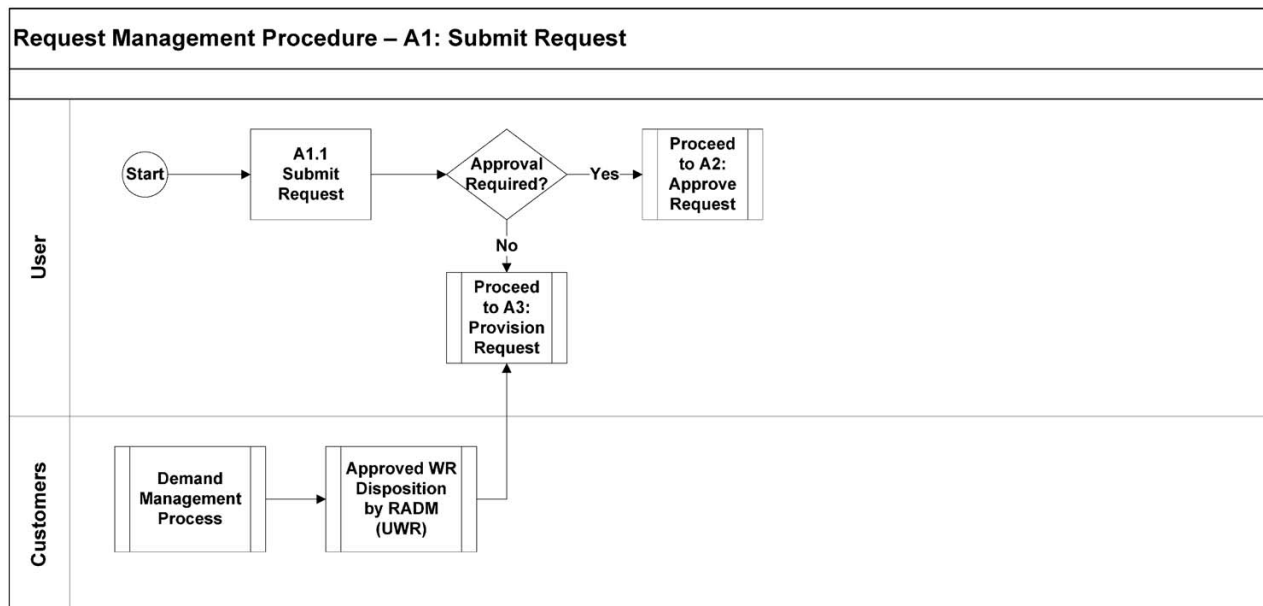 Request Management Procedure – A1: Submit Request
User
Start
A1.1
Submit
Request
Approval
Required?
Yes
Proceed
to A2:
Approve
Request
No
Proceed
to A3:
Provision
Request
Customers
Demand
Management
Process
Approved WR
Disposition
by RADM
(UWR)